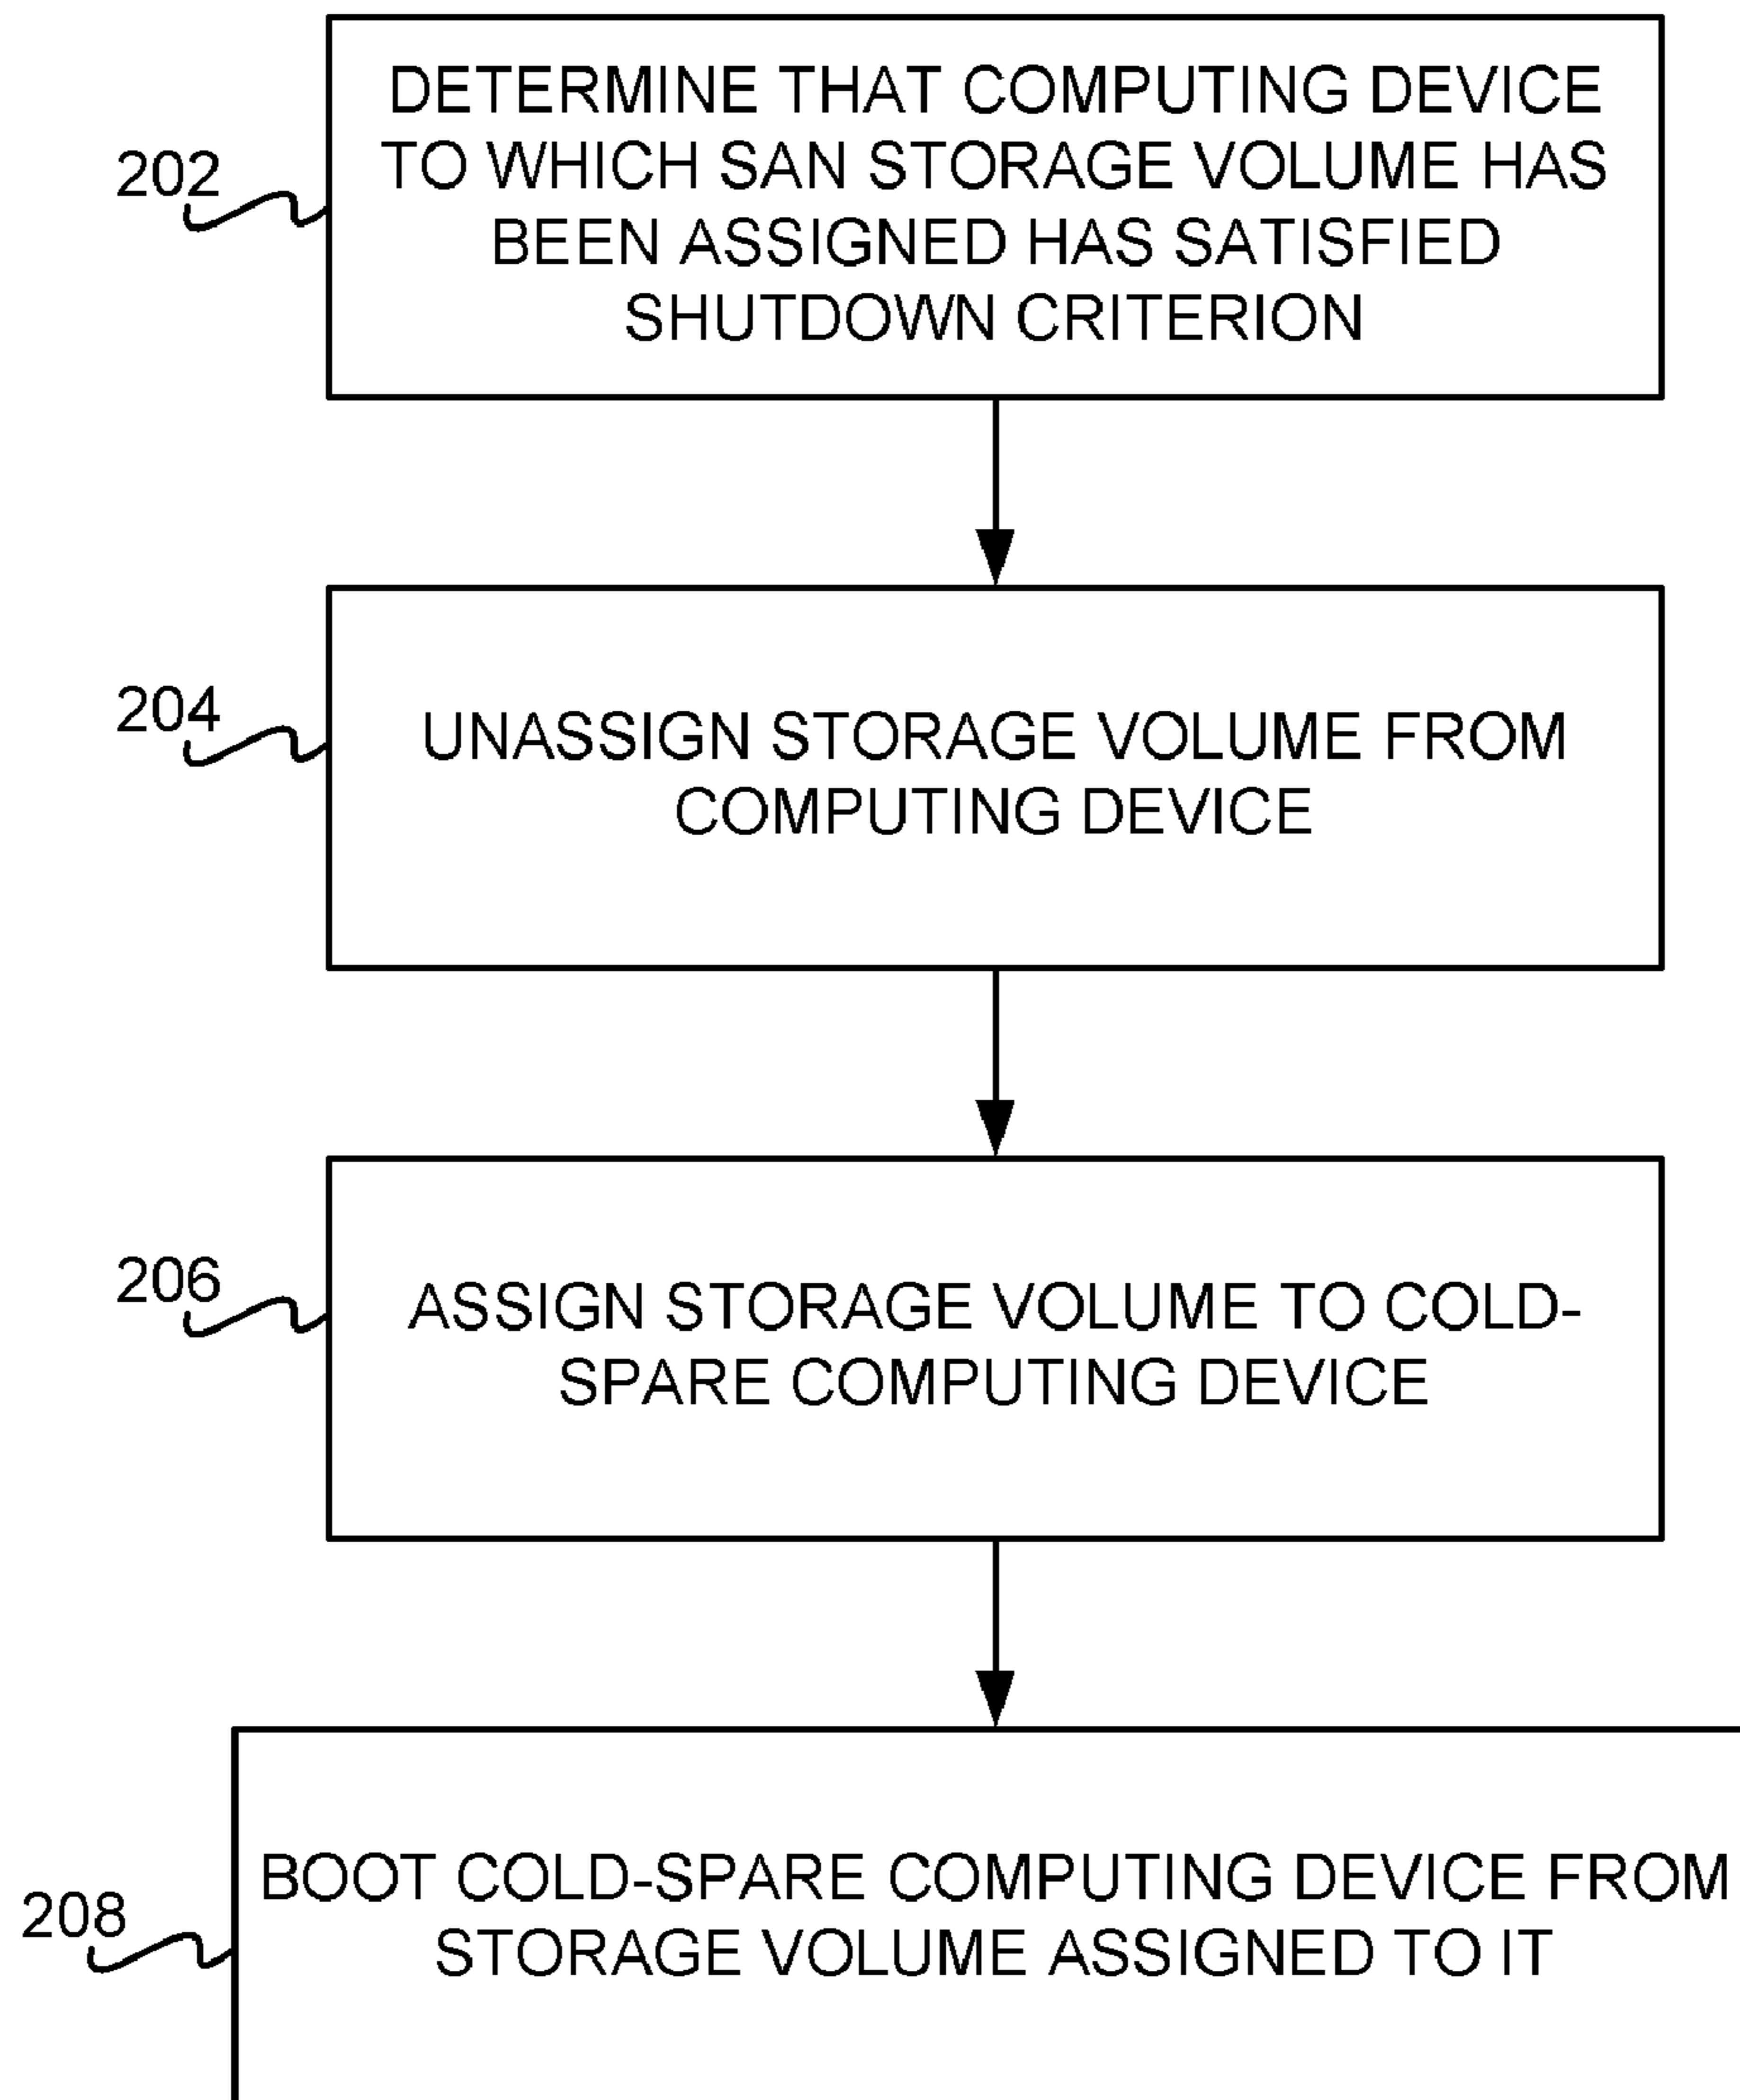 DETERMINE THAT COMPUTING DEVICE
TO WHICH SAN STORAGE VOLUME HAS
BEEN ASSIGNED HAS SATISFIED
SHUTDOWN CRITERION
202
UNASSIGN STORAGE VOLUME FROM
COMPUTING DEVICE
204
ASSIGN STORAGE VOLUME TO COLD-
SPARE COMPUTING DEVICE
206
BOOT COLD-SPARE COMPUTING DEVICE FROM
STORAGE VOLUME ASSIGNED TO IT
208